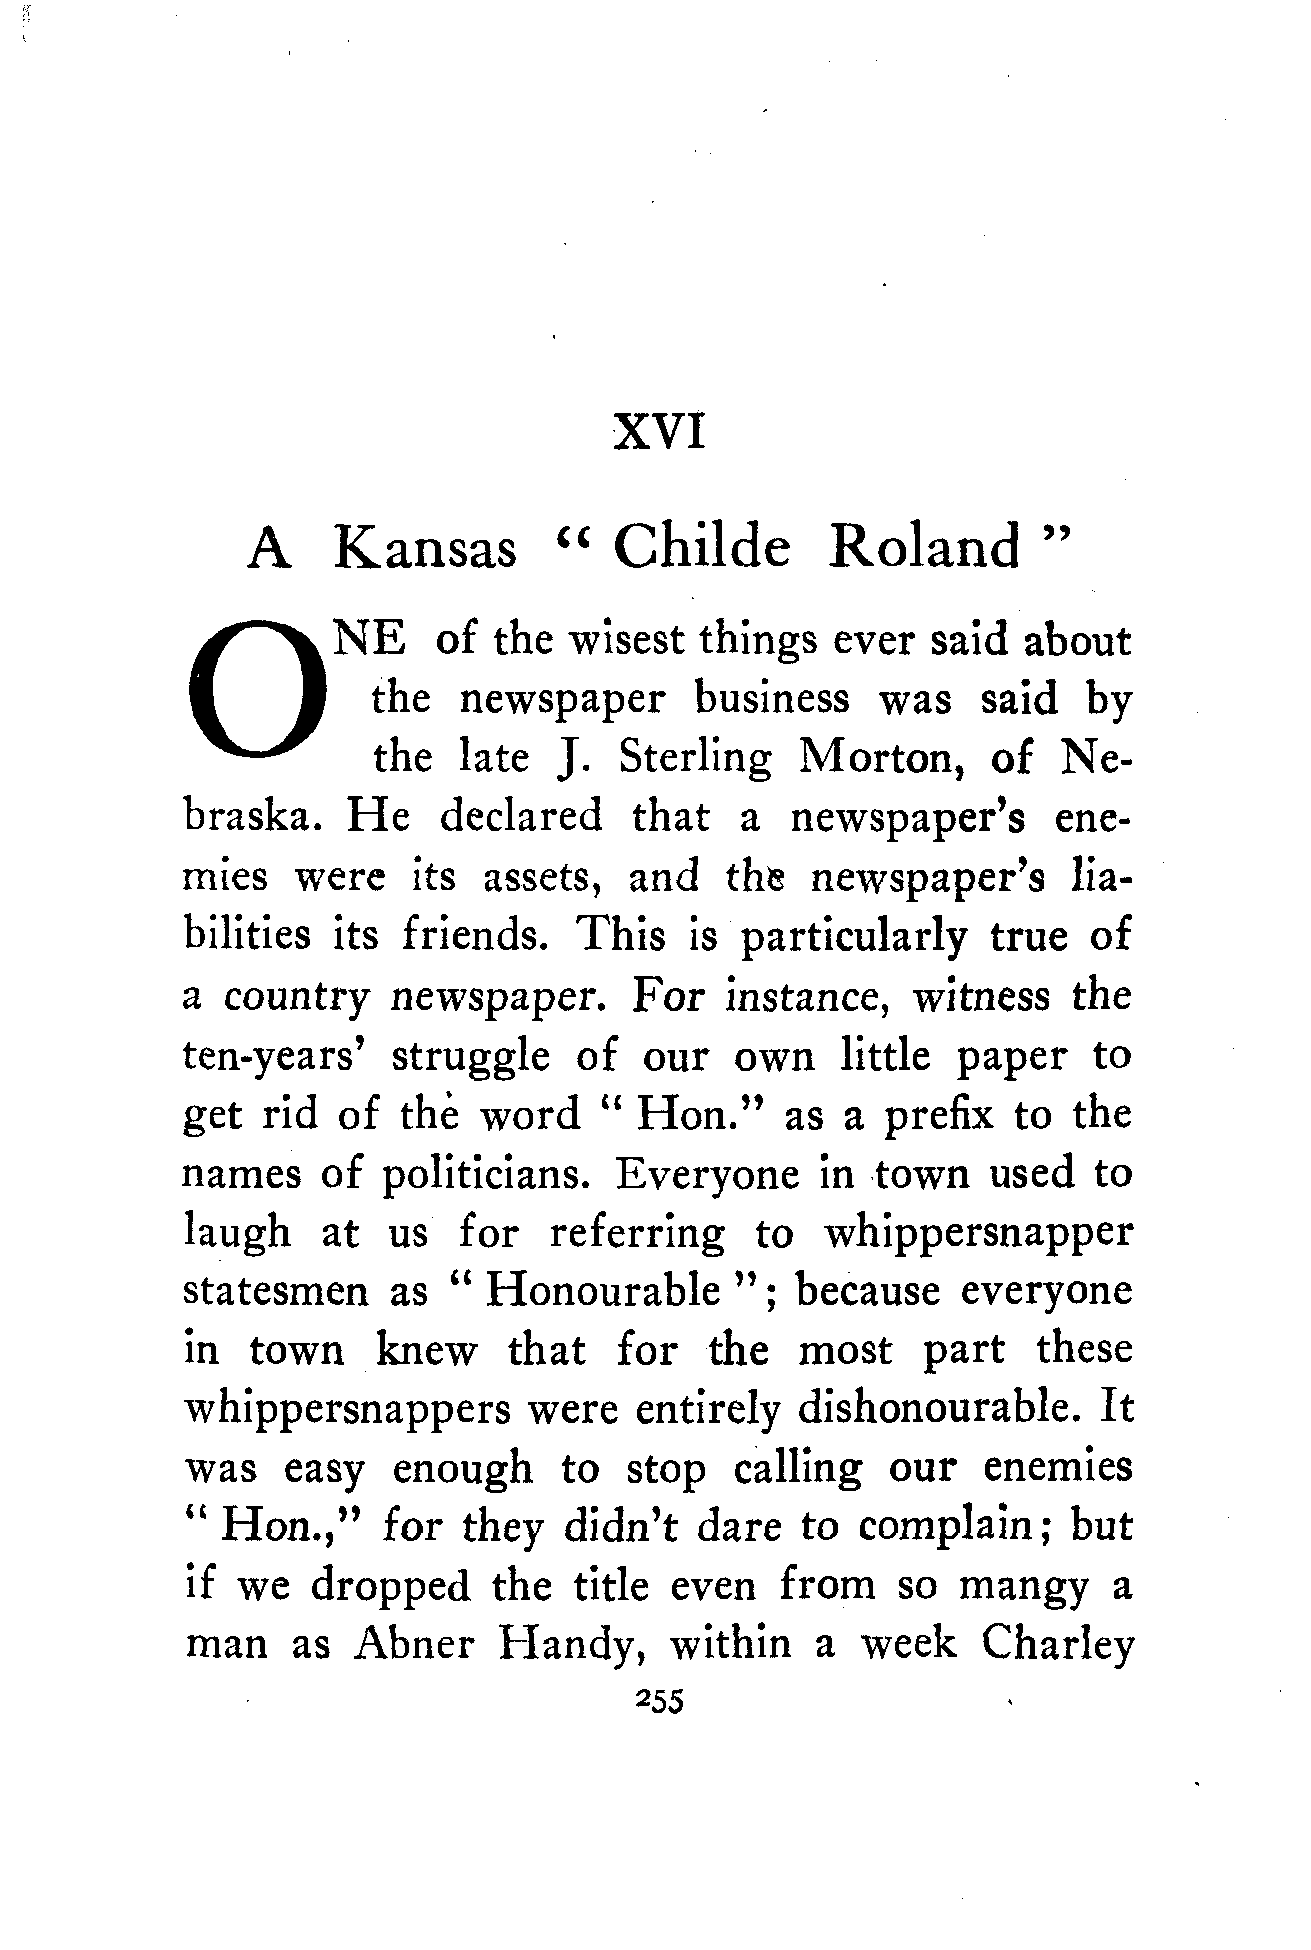 XVI
A Kansas “ Childe Roland ”
ONE of the wisest things ever said about
the newspaper business was said by
the late J. Sterling Morton, of Ne-
braska. He declared that a newspaper’s ene-
mies were its assets, and the newspaper’s lia-
bilities its friends. This is particularly true of
a country newspaper. For instance, witness the
ten-years’ struggle of our own little paper to
get rid of the word “ Hon.” as a prefix to the
names of politicians. Everyone in town used to
laugh at us for referring to whippersnapper
statesmen as “ Honourable ”; because everyone
in town knew that for the most part these
whippersnappers were entirely dishonourable. It
was easy enough to stop calling our enemies
“ Hon.,” for they didn’t dare to complain; but
if we dropped the title even from so mangy a
man as Abner Handy, within a week Charley
255